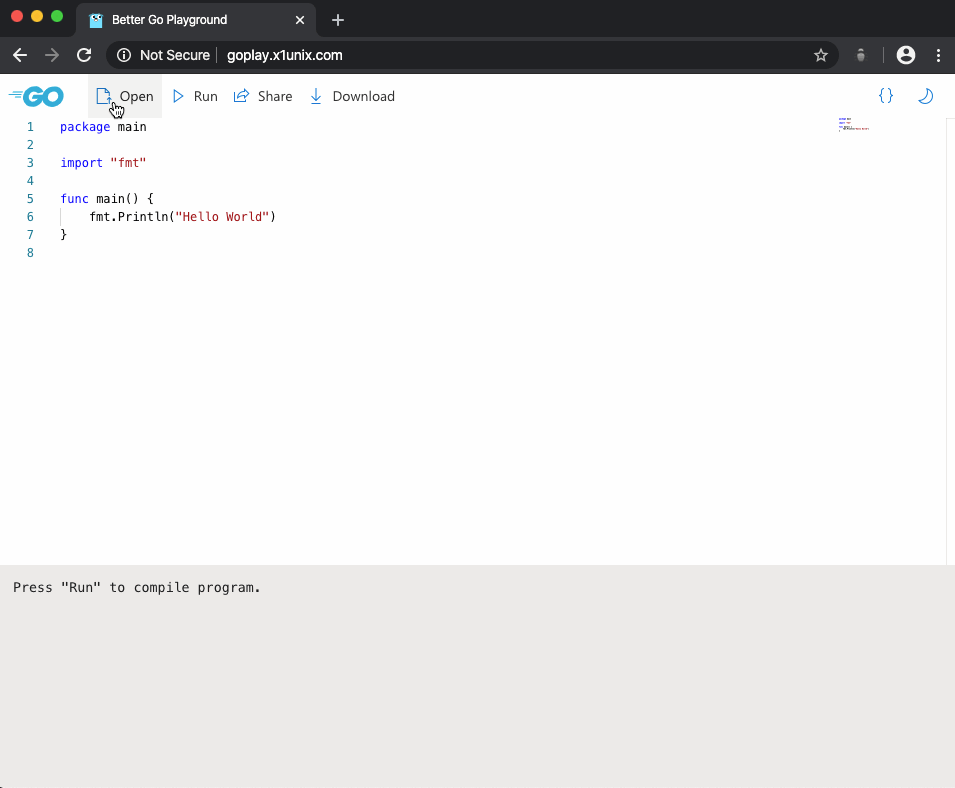 Better Go Playground
Not Secure goplay.x1unix.com
GO Open Run Share Download {}
1 package main
2
3 import "fmt"
4
5 func main() {
6 fmt.Println("Hello World")
7 }
8
Press "Run" to compile program.